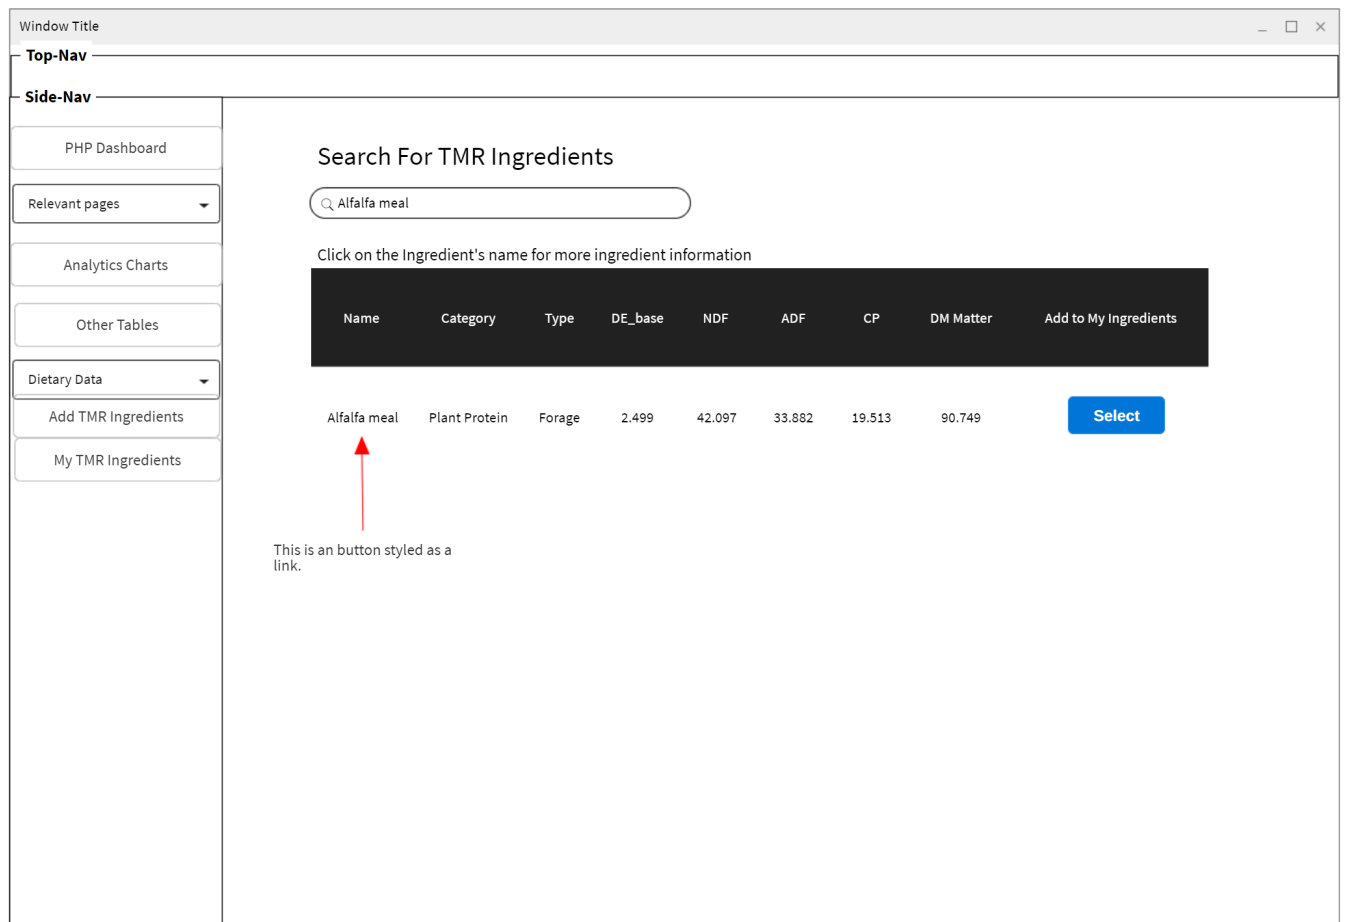 Window Title
Top-Nav
Side-Nav
PHP Dashboard
Relevant pages
Analytics Charts
Other Tables
Dietary Data
Add TMR Ingredients
My TMR Ingredients
Search For TMR Ingredients
Alfalfa meal
Click on the Ingredient's name for more ingredient information
Name Category Type DE_base NDF ADF CP DM Matter Add to My Ingredients
Alfalfa meal Plant Protein Forage 2.499 42.097 33.882 19.513 90.749 Select
This is an button styled as a
link.